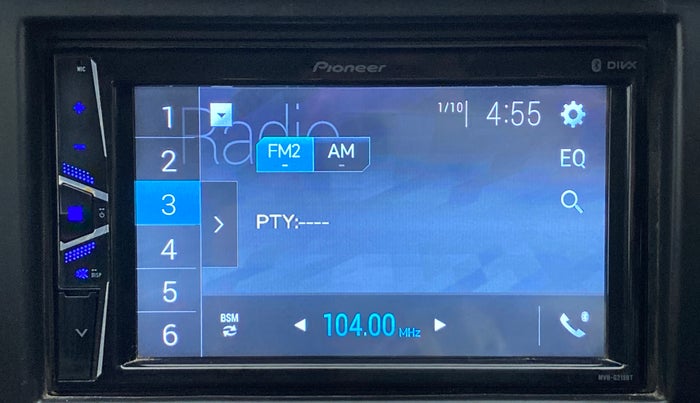 Pioneer
DIVX
MIC
1
2
3
4
5
6
Radio
1/10
4:55
FM2
AM
EQ
PTY:----
BSM
104.00 MHz
DISP